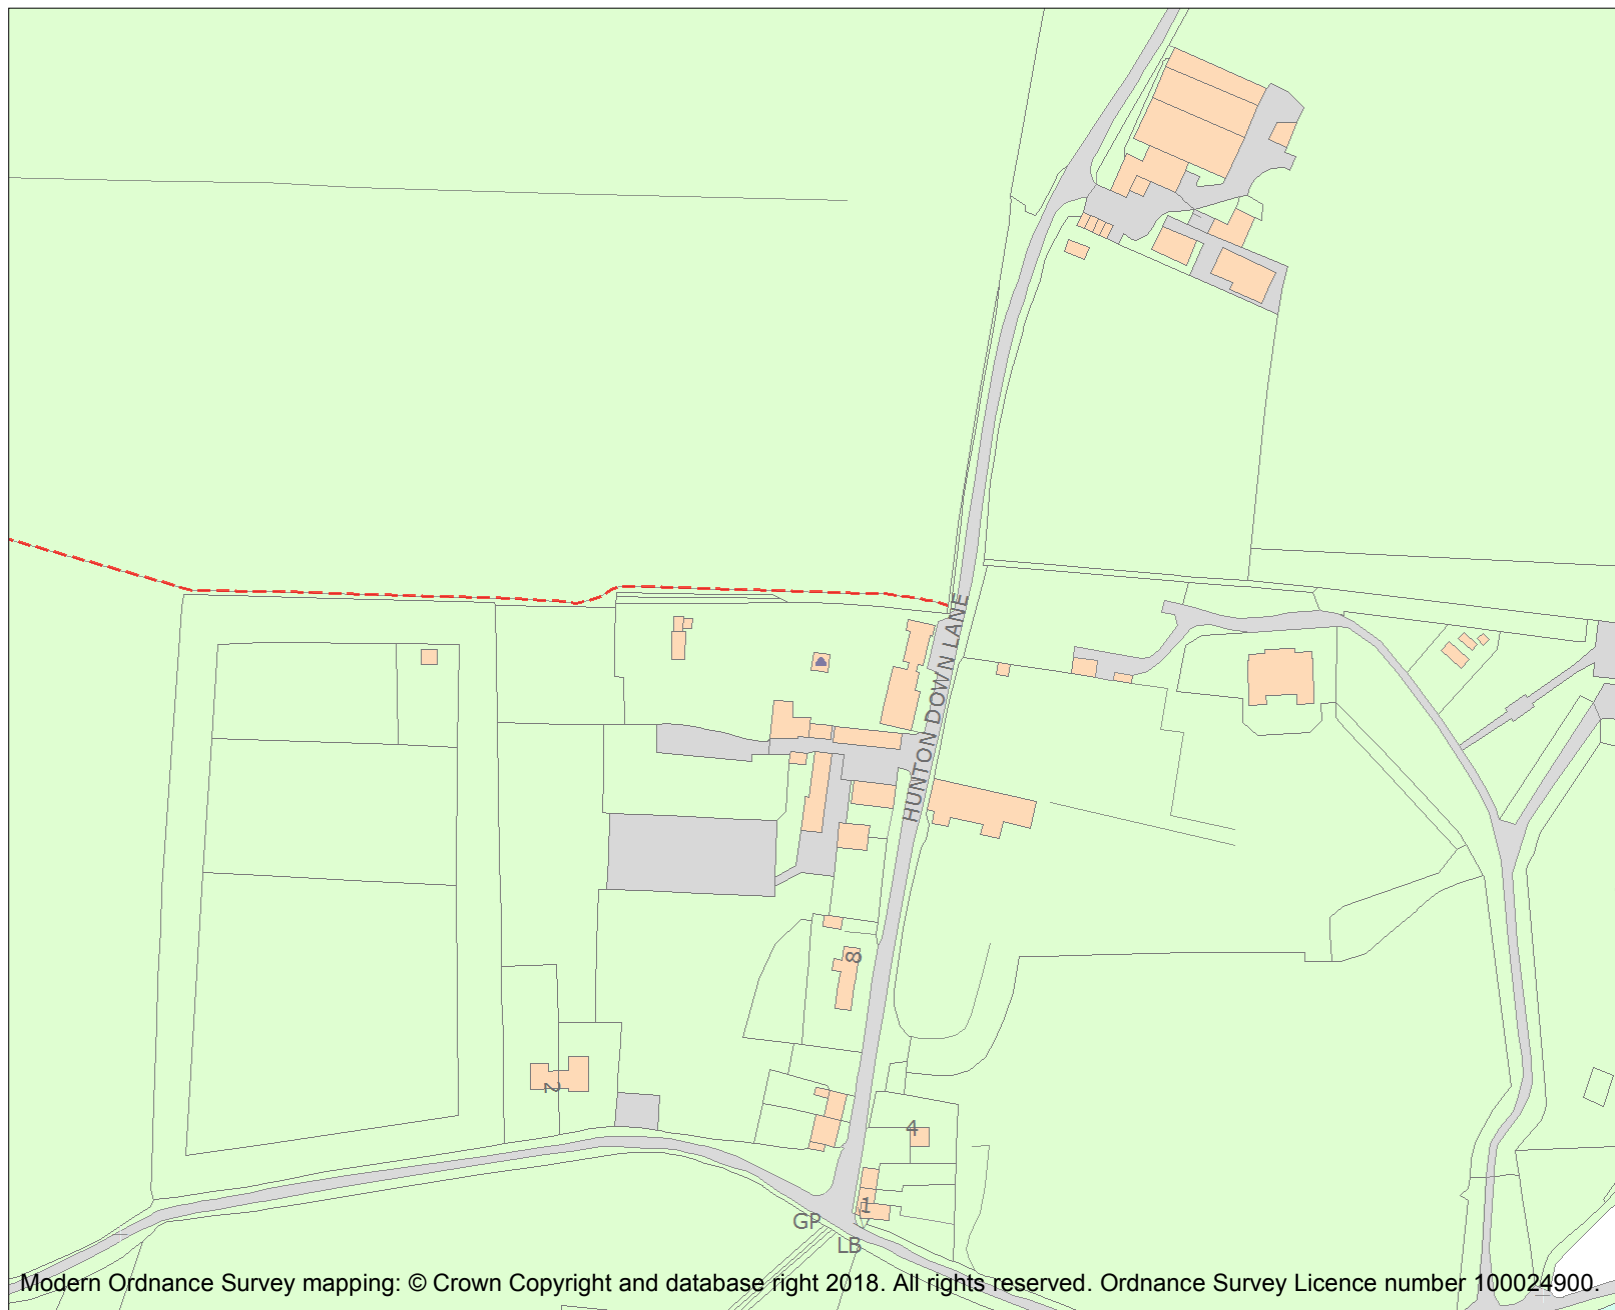 HUNTON DOWN LANE
8
2
4
1
GP
LB
Modern Ordnance Survey mapping: © Crown Copyright and database right 2018. All rights reserved. Ordnance Survey Licence number 100024900.